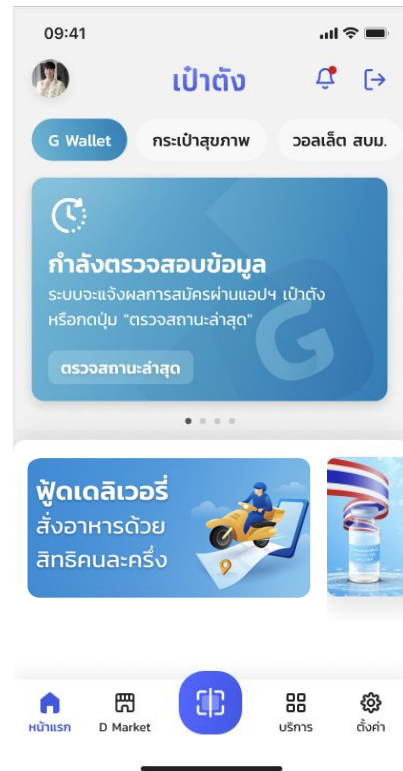 09:41
เป๋าตัง
G Wallet
กระเป๋าสุขภาพ
วอลเล็ต สบม.
กำลังตรวจสอบข้อมูล
ระบบจะแจ้งผลการสมัครผ่านแอปฯ เป๋าตัง
หรือกดปุ่ม "ตรวจสถานะล่าสุด"
ตรวจสถานะล่าสุด
G
ฟู้ดเดลิเวอรี่
สั่งอาหารด้วย
สิทธิคนละครึ่ง
หน้าแรก
D Market
บริการ
ตั้งค่า